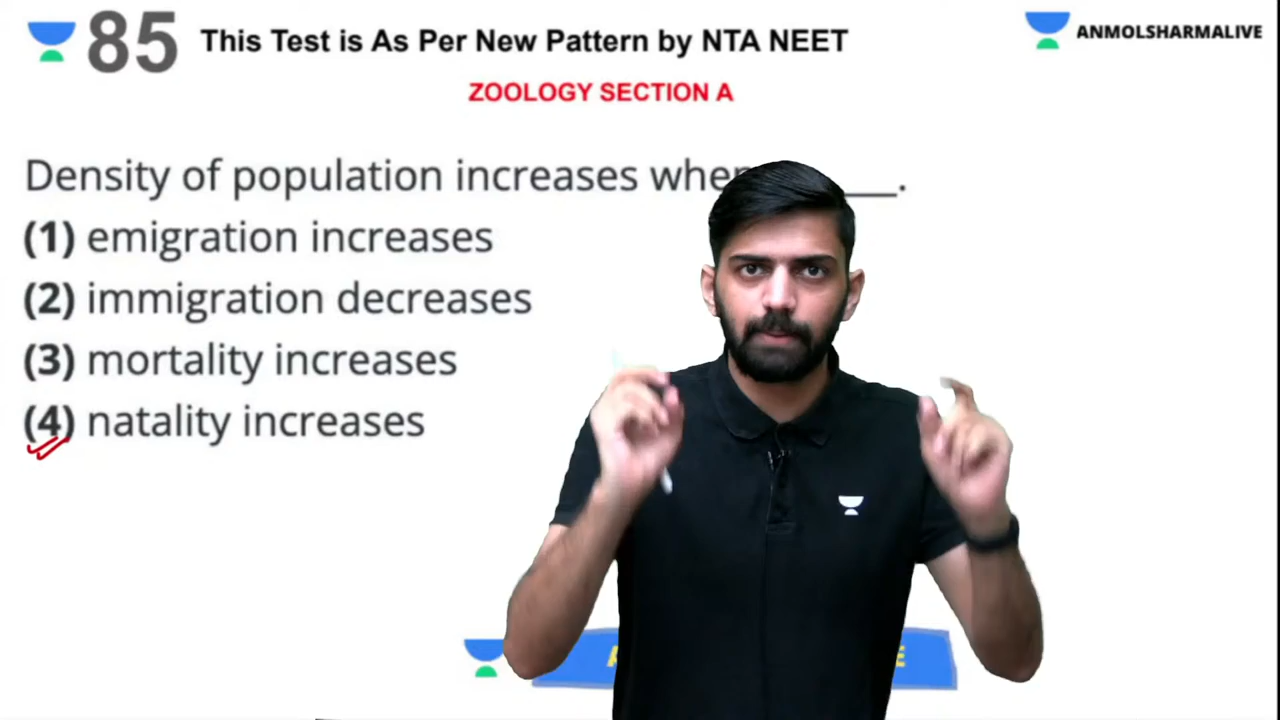 85 This Test is As Per New Pattern by NTA NEET
ANMOLSHARMALIVE
ZOOLOGY SECTION A
Density of population increases ____.
(1) emigration increases
(2) immigration decreases
(3) mortality increases
(4) natality increases